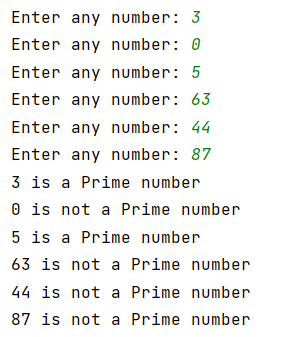 Enter any number: 3
Enter any number: 0
Enter any number: 5
Enter any number: 63
Enter any number: 44
Enter any number: 87
3 is a Prime number
0 is not a Prime number
5 is a Prime number
63 is not a Prime number
44 is not a Prime number
87 is not a Prime number